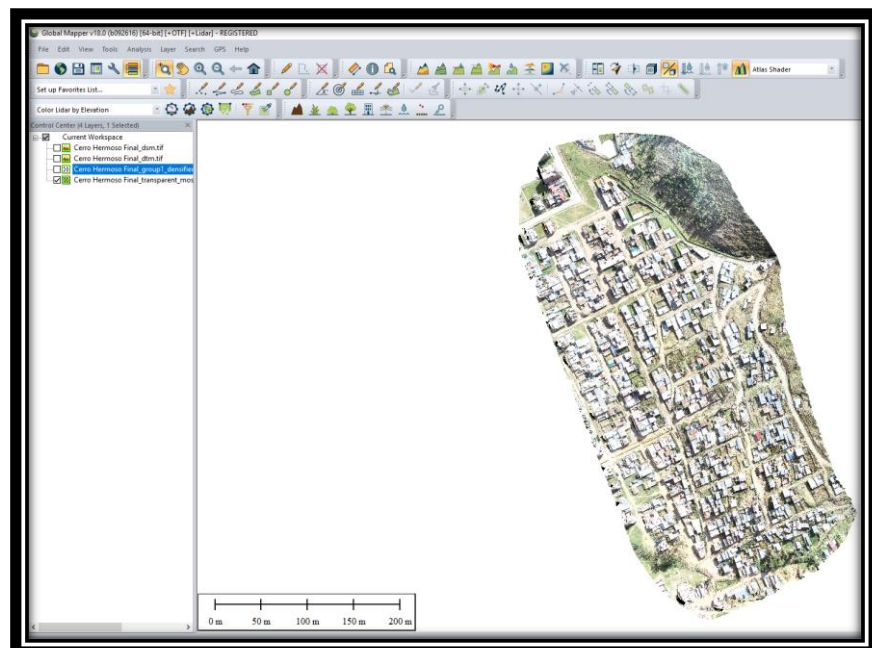 Global Mapper v18.0 (b092616) [64-bit] [+OTF] [+Lidar] - REGISTERED
File Edit View Tools Analysis Layer Search GPS Help
Atlas Shader
Set up Favorites List...
Color Lidar by Elevation
Control Center (4 Layers, 1 Selected)
Current Workspace
Cerro Hermoso Final_dsm.tif
Cerro Hermoso Final_dtm.tif
Cerro Hermoso Final_group1_densifie
Cerro Hermoso Final_transparent_mos
0 m 50 m 100 m 150 m 200 m